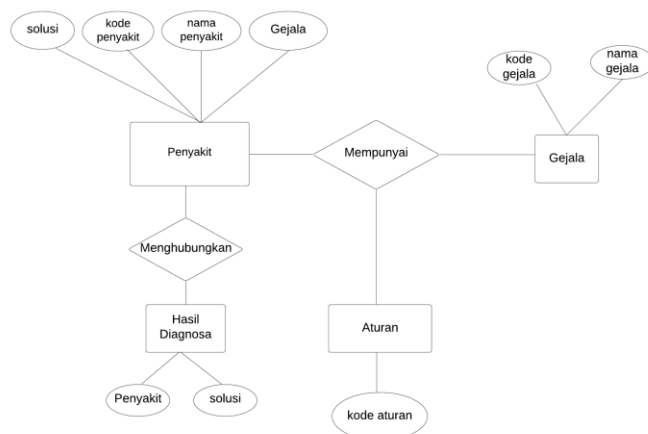 solusi
kode
penyakit
nama
penyakit
Gejala
kode
gejala
nama
gejala
Penyakit
Mempunyai
Gejala
Menghubungkan
Hasil
Diagnosa
Aturan
Penyakit
solusi
kode aturan